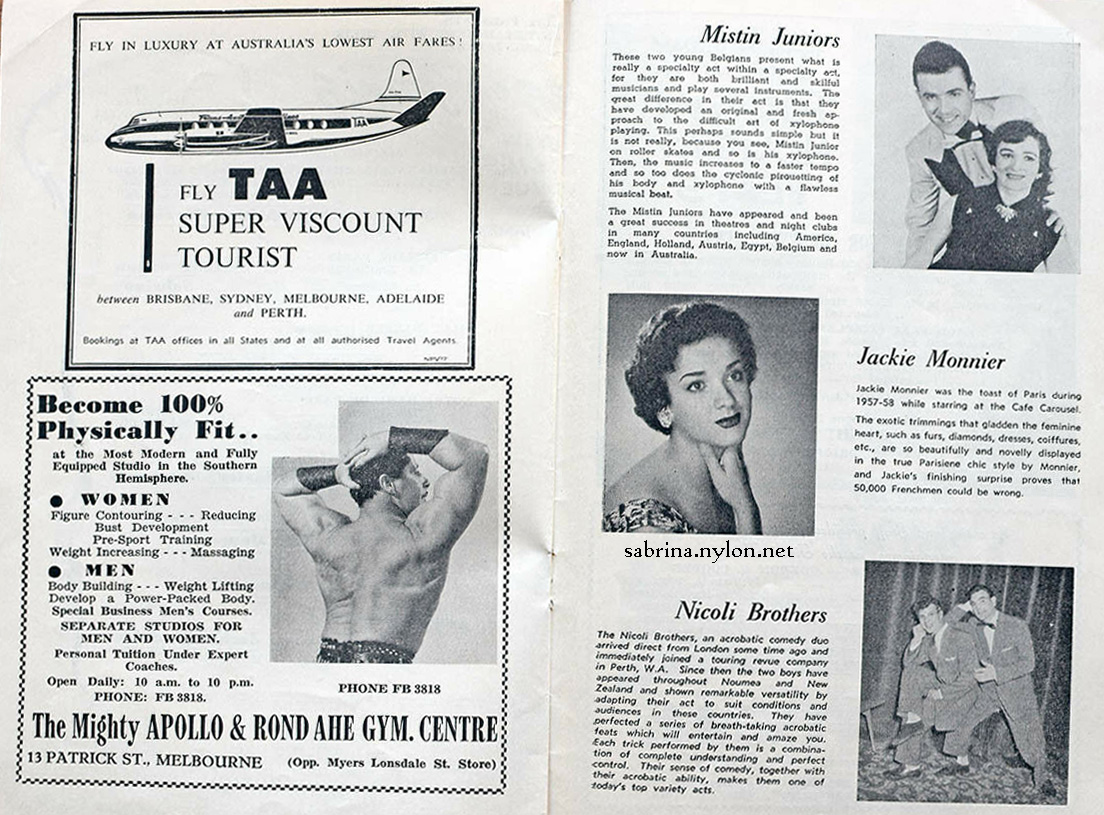 FLY IN LUXURY AT AUSTRALIA'S LOWEST AIR FARES!
TAA
FLY TAA
SUPER VISCOUNT
TOURIST
between BRISBANE, SYDNEY, MELBOURNE, ADELAIDE
and PERTH.
Bookings at TAA offices in all States and at all authorised Travel Agents.
Become 100%
Physically Fit..
at the Most Modern and Fully
Equipped Studio in the Southern
Hemisphere.
● WOMEN
Figure Contouring - - - Reducing
Bust Development
Pre-Sport Training
Weight Increasing - - - Massaging
● MEN
Body Building - - - Weight Lifting
Develop a Power-Packed Body.
Special Business Men's Courses.
SEPARATE STUDIOS FOR
MEN AND WOMEN.
Personal Tuition Under Expert
Coaches.
Open Daily: 10 a.m. to 10 p.m.
PHONE: FB 3818.
PHONE FB 3818
The Mighty APOLLO & ROND AHE GYM. CENTRE
13 PATRICK ST., MELBOURNE (Opp. Myers Lonsdale St. Store)
Mistin Juniors
These two young Belgians present what is
really a specialty act within a specialty act,
for they are both brilliant and skilful
musicians and play several instruments. The
great difference in their act is that they
have developed an original and fresh ap-
proach to the difficult art of xylophone
playing. This perhaps sounds simple but it
is not really, because you see, Mistin Junior
on roller skates and so is his xylophone.
Then, the music increases to a faster tempo
and so too does the cyclonic pirouetting of
his body and xylophone with a flawless
musical beat.
The Mistin Juniors have appeared and been
a great success in theatres and night clubs
in many countries including America,
England, Holland, Austria, Egypt, Belgium and
now in Australia.
Jackie Monnier
Jackie Monnier was the toast of Paris during
1957-58 while starring at the Cafe Carousel.
The exotic trimmings that gladden the feminine
heart, such as furs, diamonds, dresses, coiffures,
etc., are so beautifully and novelly displayed
in the true Parisiene chic style by Monnier,
and Jackie's finishing surprise proves that
50,000 Frenchmen could be wrong.
sabrina.nylon.net
Nicoli Brothers
The Nicoli Brothers, an acrobatic comedy duo
arrived direct from London some time ago and
immediately joined a touring revue company
in Perth, W.A. Since then the two boys have
appeared throughout Noumea and New
Zealand and shown remarkable versatility by
adapting their act to suit conditions and
audiences in these countries. They have
perfected a series of breath-taking acrobatic
feats which will entertain and amaze you.
Each trick performed by them is a combina-
tion of complete understanding and perfect
control. Their sense of comedy, together with
their acrobatic ability, makes them one of
today's top variety acts.